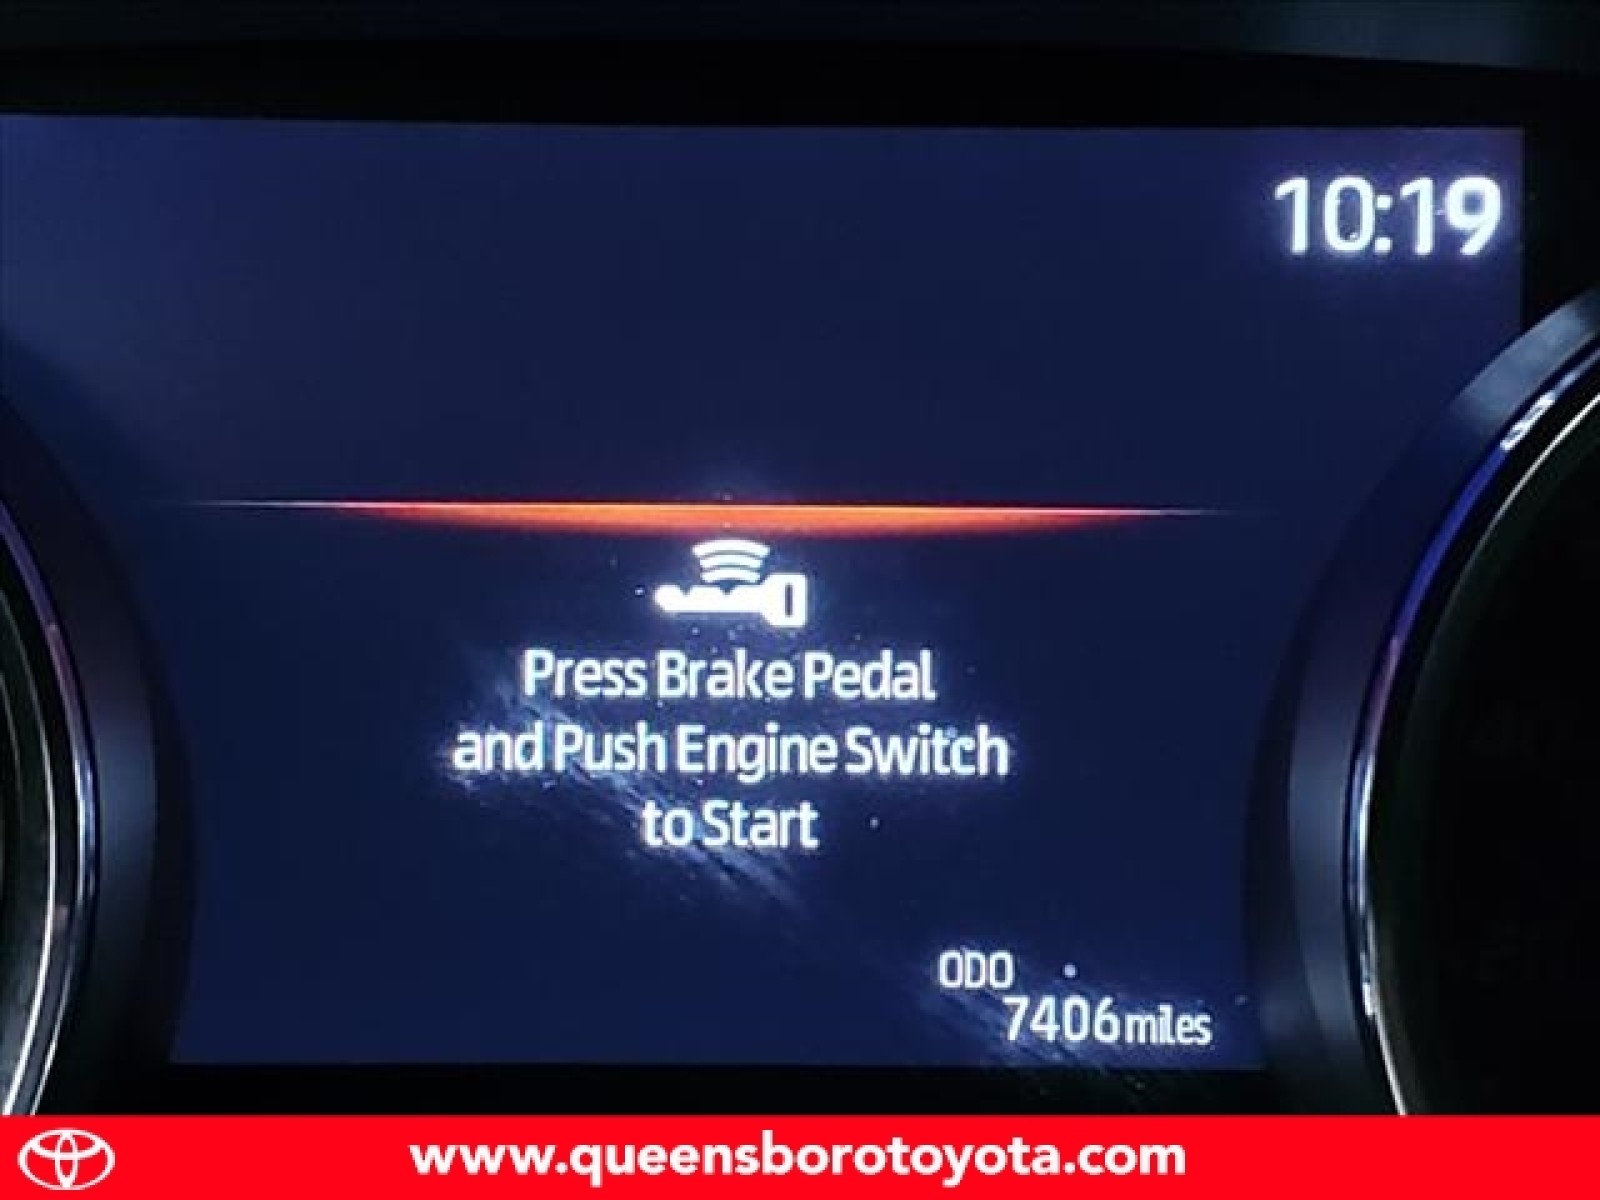 10:19
Press Brake Pedal
and Push Engine Switch
to Start
ODO
7406 miles
www.queensborotoyota.com